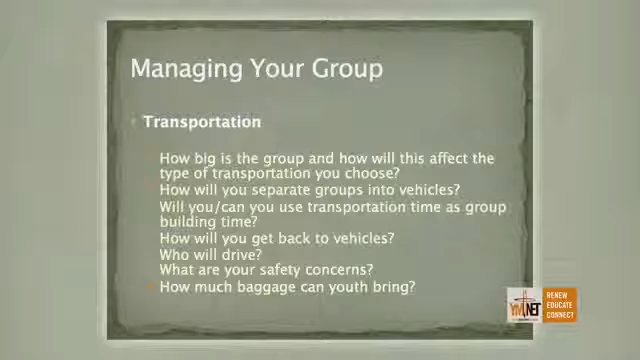 Managing Your Group
Transportation
How big is the group and how will this affect the
type of transportation you choose?
How will you separate groups into vehicles?
Will you/can you use transportation time as group
building time?
How will you get back to vehicles?
Who will drive?
What are your safety concerns?
How much baggage can youth bring?
YMNET
RENEW
EDUCATE
CONNECT